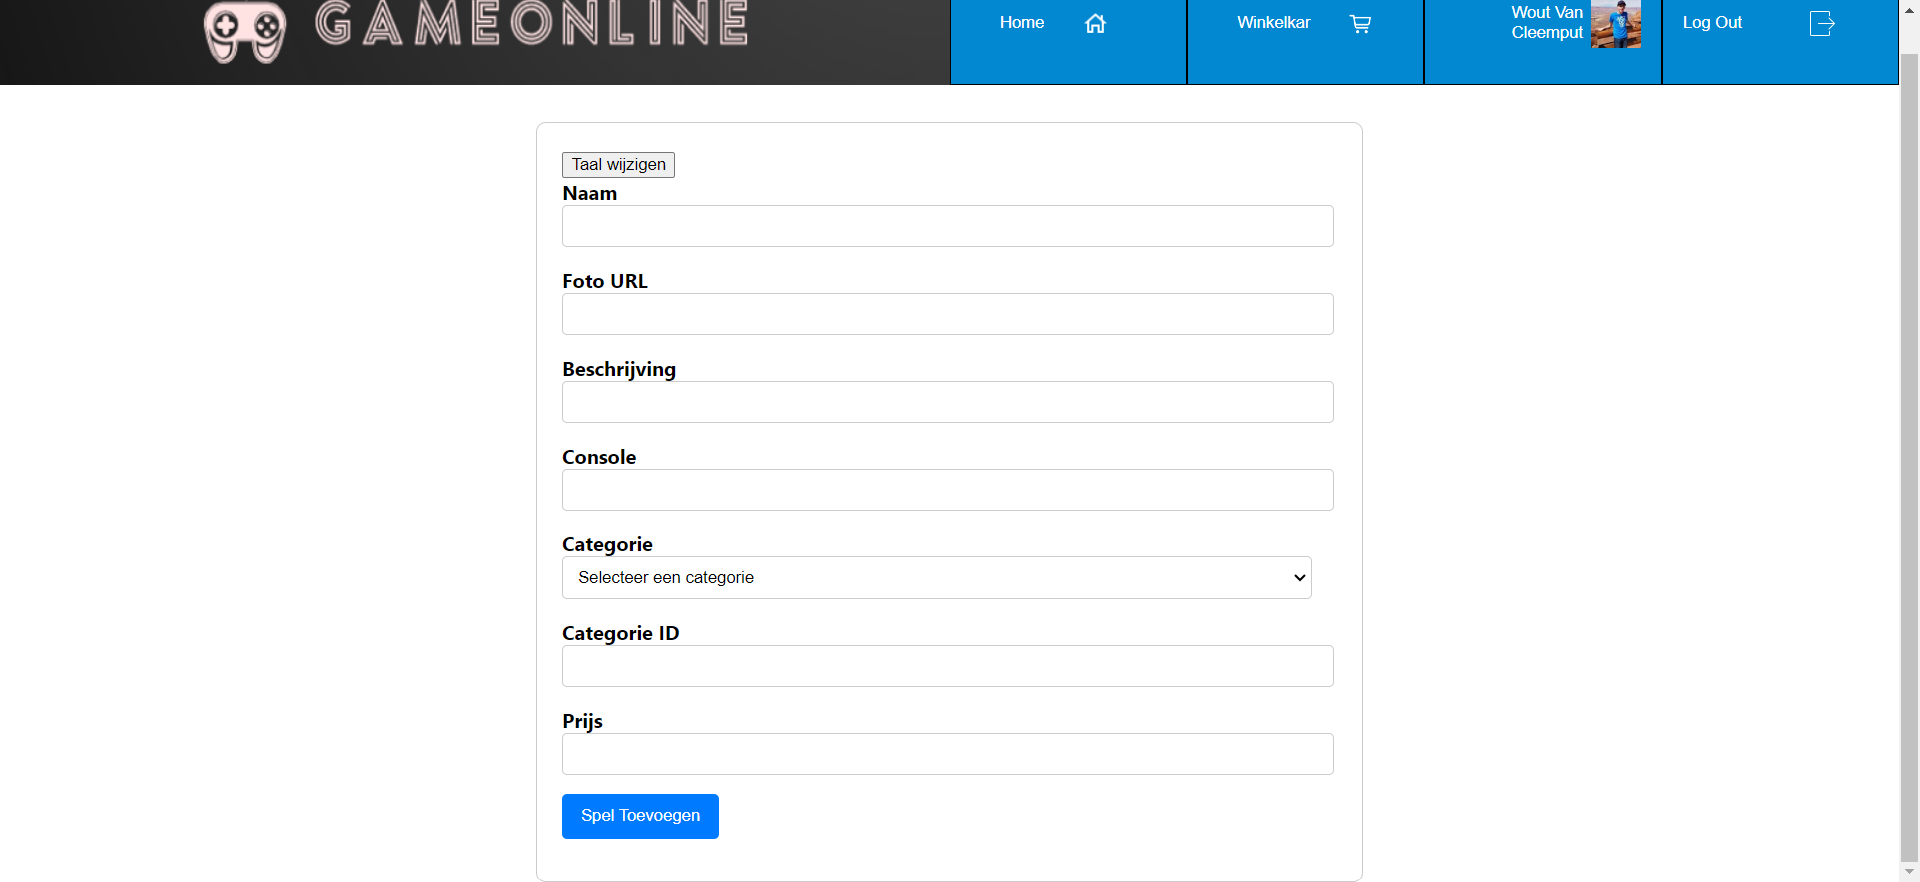 GAMEONLINE
Home
Winkelkar
Wout Van
Cleemput
Log Out
Taal wijzigen
Naam
Foto URL
Beschrijving
Console
Categorie
Selecteer een categorie
Categorie ID
Prijs
Spel Toevoegen